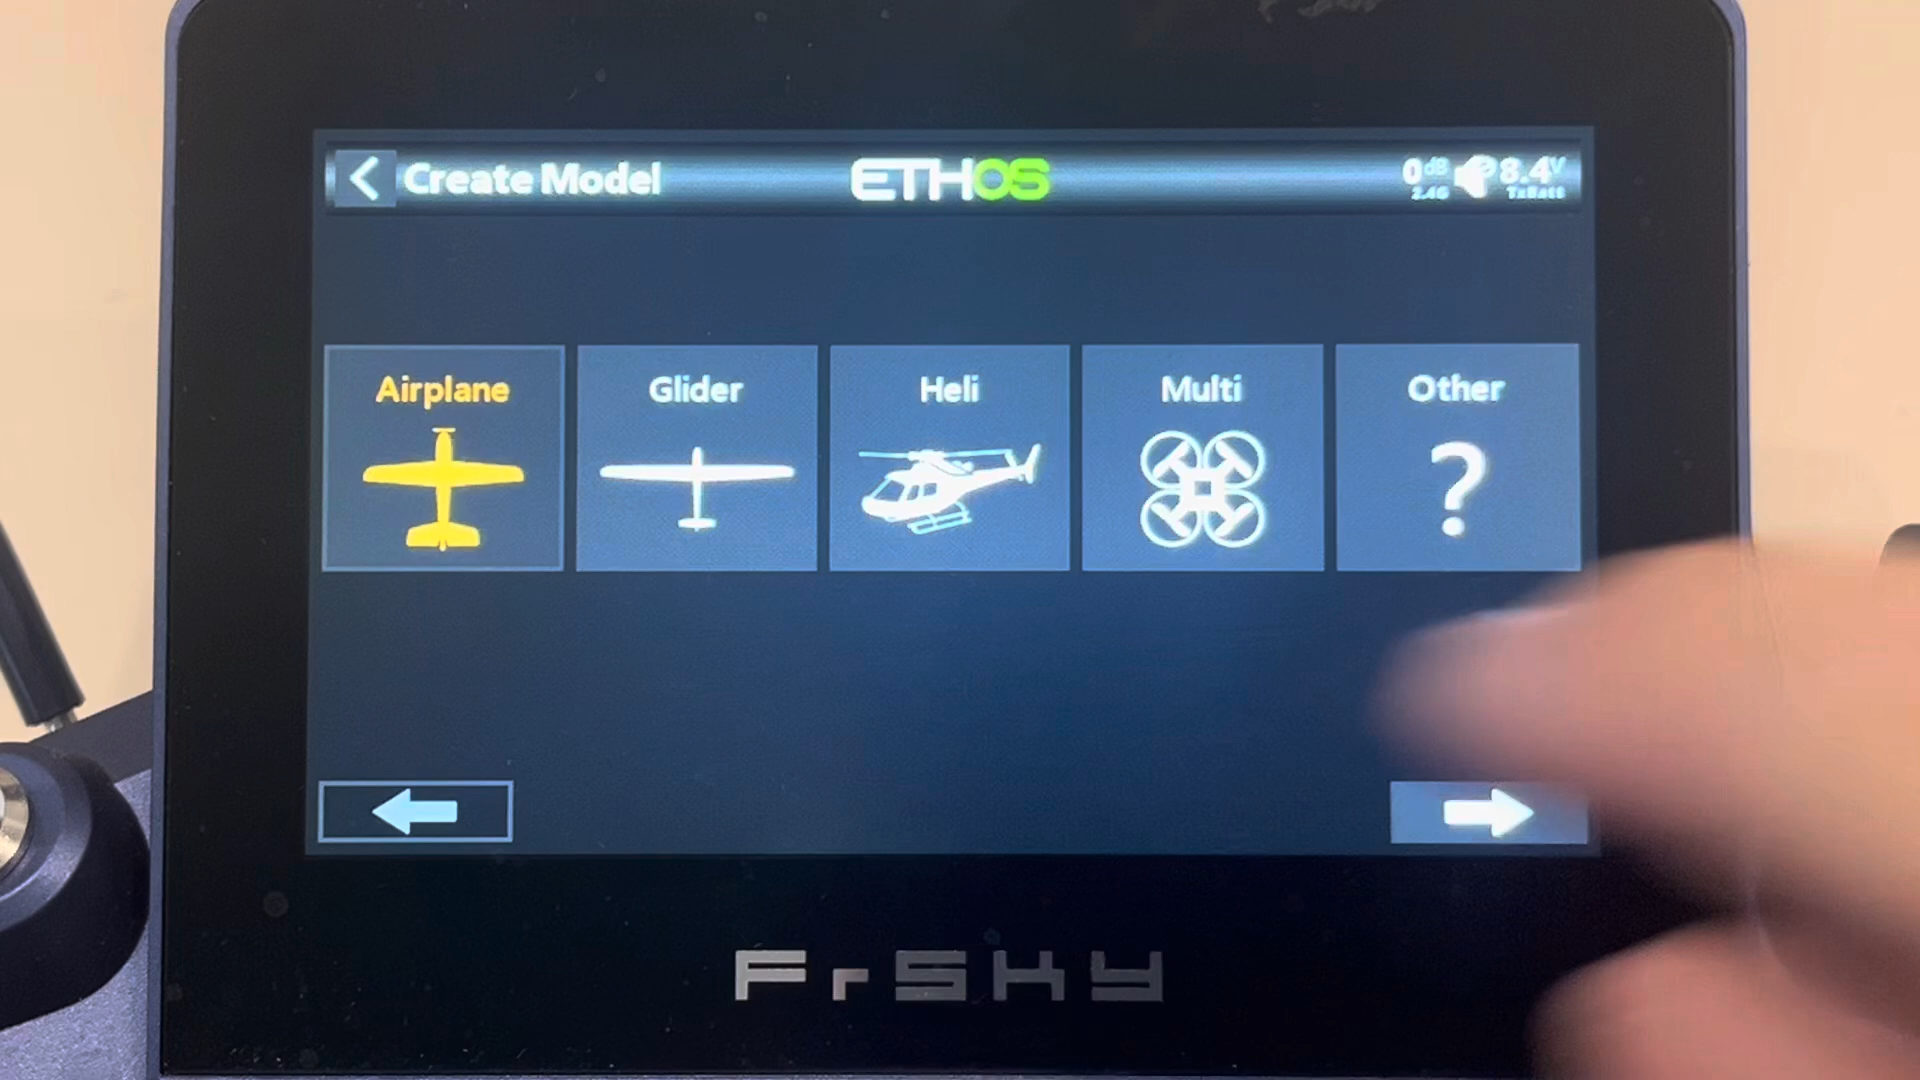 Create Model
ETHOS
0dB
2.4G
8.4V
TxBatt
Airplane
Glider
Heli
Multi
Other
?
FrSKY